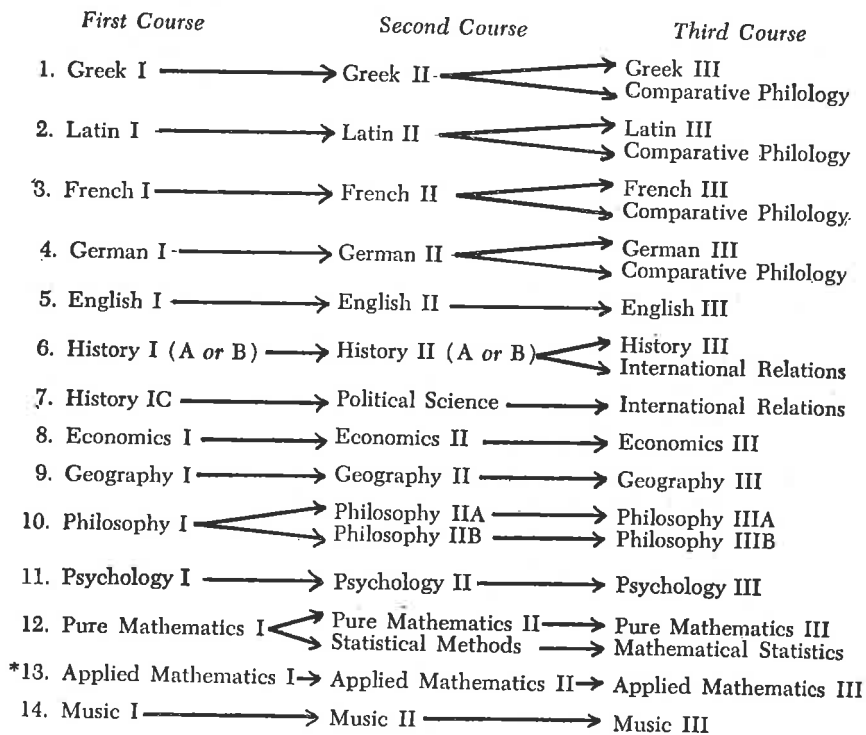 First Course Second Course Third Course
1. Greek I Greek II Greek III
Comparative Philology
2. Latin I Latin II Latin III
Comparative Philology
3. French I French II French III
Comparative Philology
4. German I German II German III
Comparative Philology
5. English I English II English III
6. History I (A or B) History II (A or B) History III
International Relations
7. History IC Political Science International Relations
8. Economics I Economics II Economics III
9. Geography I Geography II Geography III
10. Philosophy I Philosophy IIA Philosophy IIIA
Philosophy IIB Philosophy IIIB
11. Psychology I Psychology II Psychology III
12. Pure Mathematics I Pure Mathematics II Pure Mathematics III
Statistical Methods Mathematical Statistics
*13. Applied Mathematics I Applied Mathematics II Applied Mathematics III
14. Music I Music II Music III